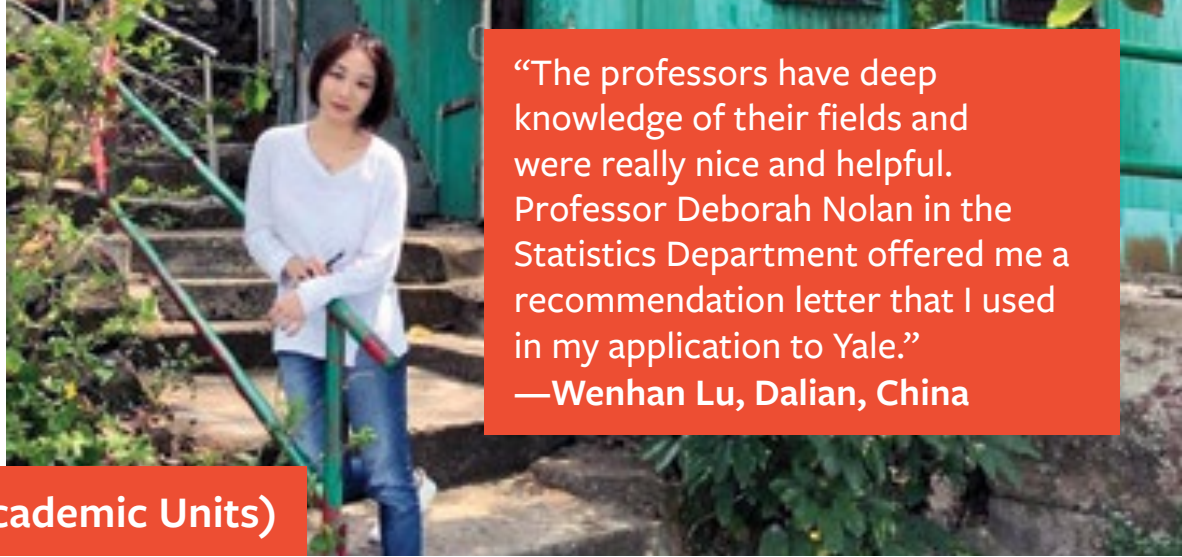 “The professors have deep
knowledge of their fields and
were really nice and helpful.
Professor Deborah Nolan in the
Statistics Department offered me a
recommendation letter that I used
in my application to Yale.”
—Wenhan Lu, Dalian, China
Units)